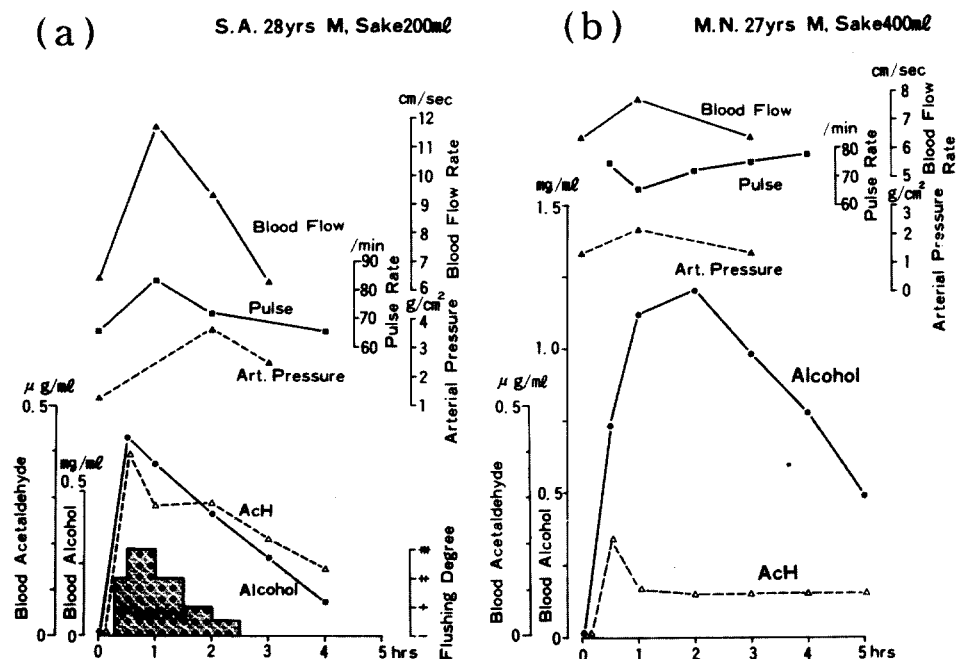 (a)
S.A. 28yrs M, Sake200mℓ
cm/sec
12
11
10
9
8
7
6
Blood Flow Rate
Blood Flow
/min
90
80
70
60
Pulse Rate
Pulse
g/cm²
4
3
2
1
Arterial Pressure
Art. Pressure
μ g/mℓ
0.5
0
Blood Acetaldehyde
mg/mℓ
0.5
0
Blood Alcohol
AcH
Alcohol
Flushing Degree
+
-
0 1 2 3 4 5 hrs
(b)
M.N. 27yrs M, Sake400mℓ
cm/sec
8
7
6
5
Blood Flow Rate
Blood Flow
/min
80
70
60
Pulse Rate
Pulse
g/cm²
3
2
1
0
Arterial Pressure
Art. Pressure
mg/mℓ
1.5
1.0
0.5
0
Blood Alcohol
μ g/mℓ
0.5
0
Blood Acetaldehyde
Alcohol
AcH
0 1 2 3 4 5 hrs